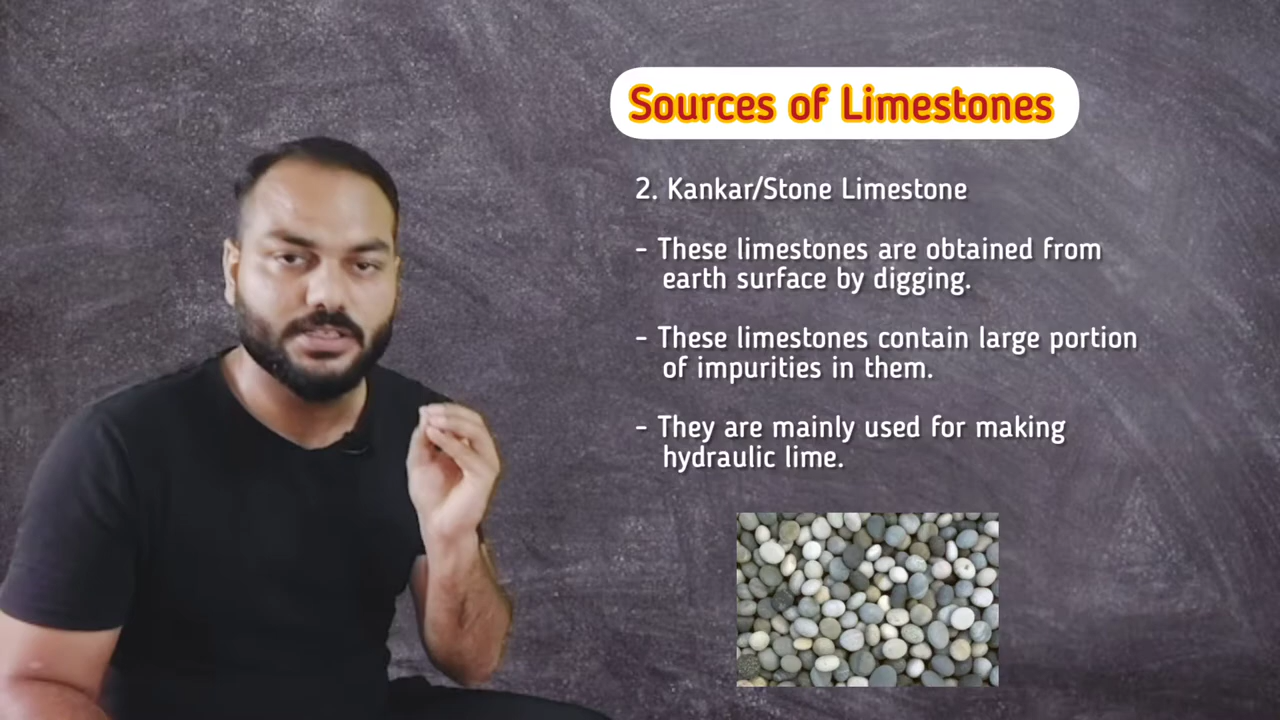 Sources of Limestones
2. Kankar/Stone Limestone
- These limestones are obtained from
earth surface by digging.
- These limestones contain large portion
of impurities in them.
- They are mainly used for making
hydraulic lime.